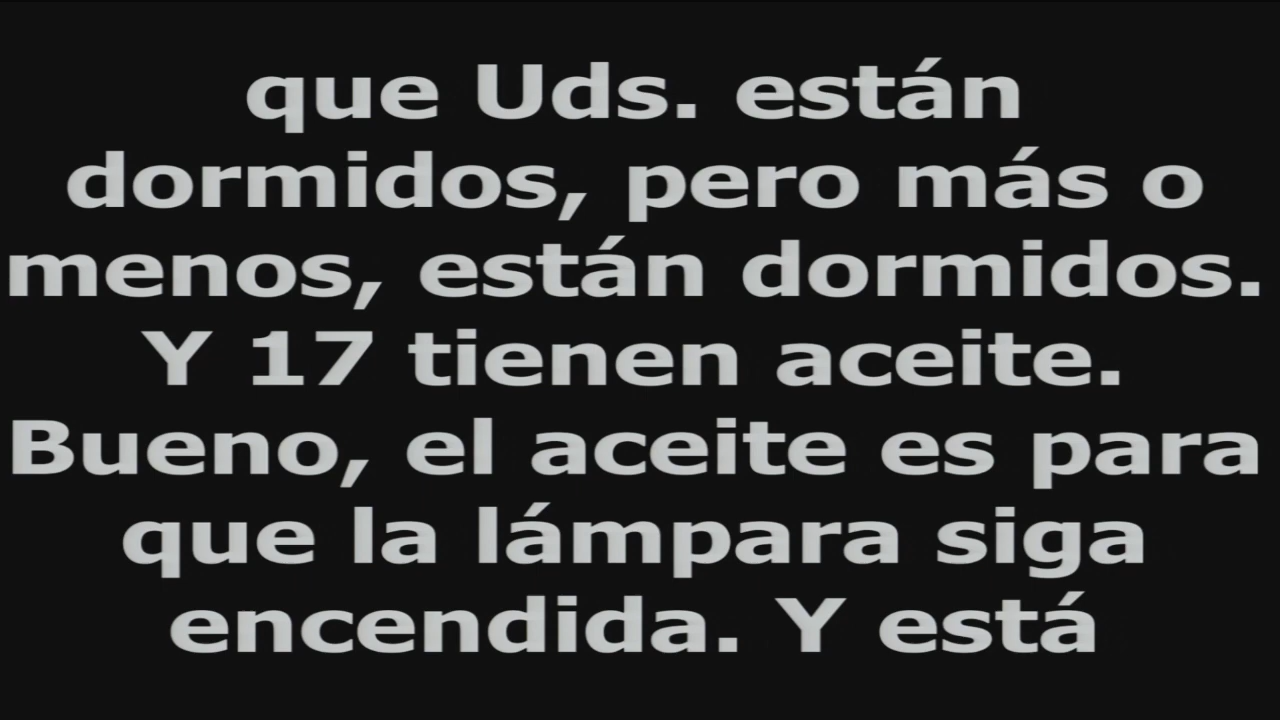 que Uds. están
dormidos, pero más o
menos, están dormidos.
Y 17 tienen aceite.
Bueno, el aceite es para
que la lámpara siga
encendida. Y está